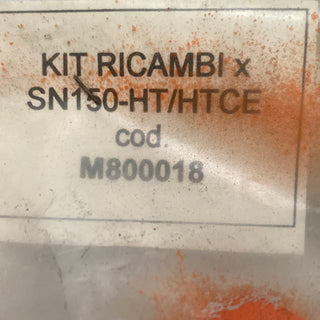 KIT RICAMBI x
SN150-HT/HTCE
cod.
M800018